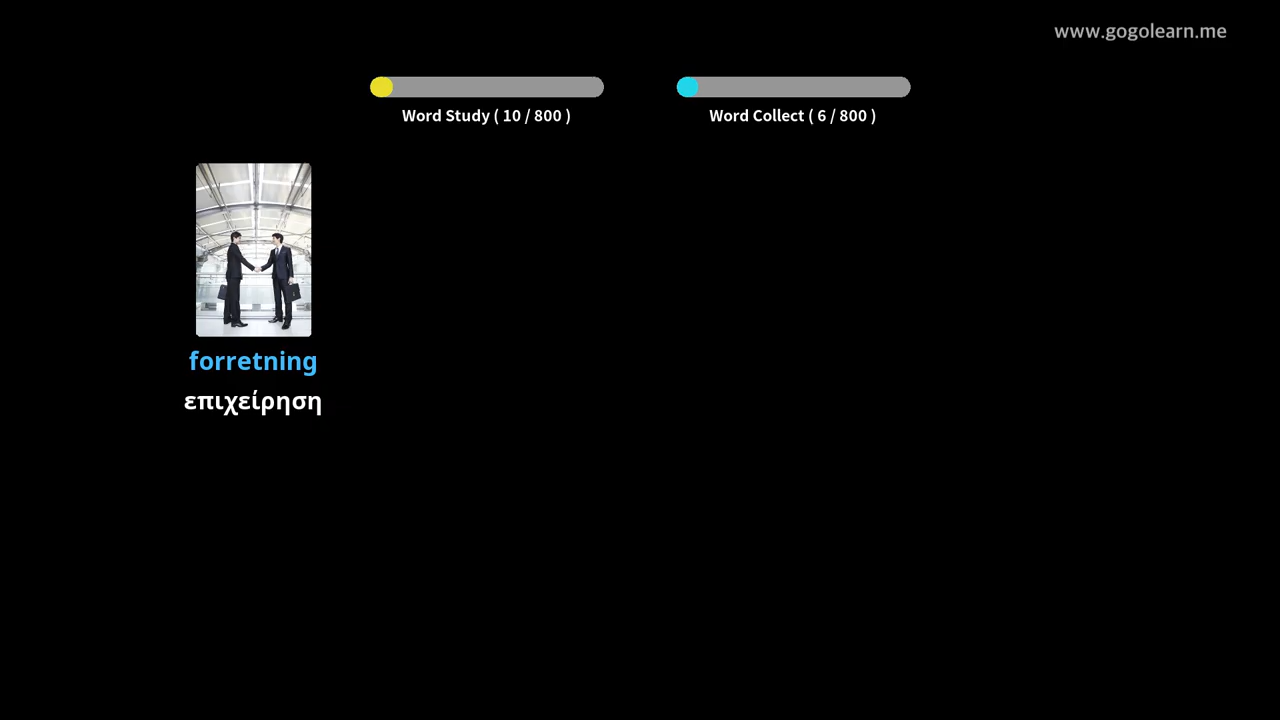 www.gogolearn.me
Word Study ( 10 / 800 )
Word Collect ( 6 / 800 )
forretning
επιχείρηση